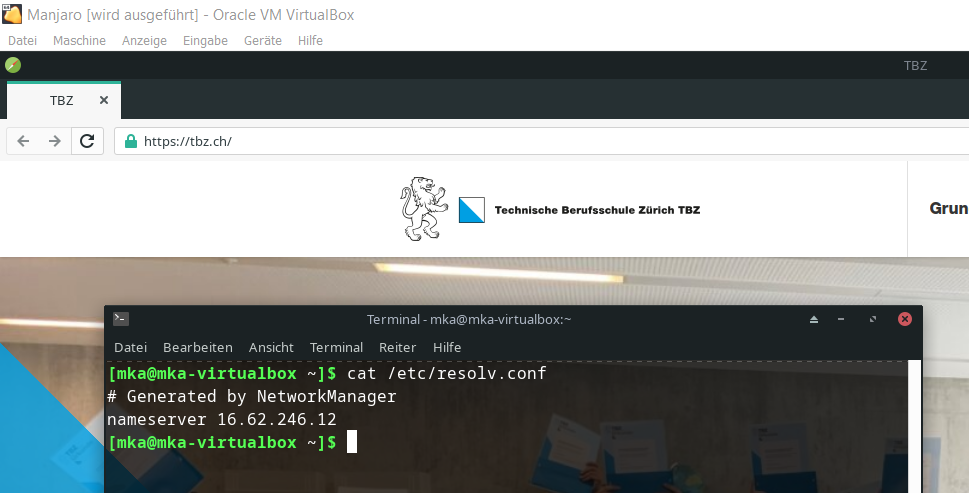 Manjaro [wird ausgeführt] - Oracle VM VirtualBox
Datei Maschine Anzeige Eingabe Geräte Hilfe
TBZ
TBZ ×
https://tbz.ch/
Technische Berufsschule Zürich TBZ
Grun
Terminal - mka@mka-virtualbox:~
Datei Bearbeiten Ansicht Terminal Reiter Hilfe
[mka@mka-virtualbox ~]$ cat /etc/resolv.conf
# Generated by NetworkManager
nameserver 16.62.246.12
[mka@mka-virtualbox ~]$